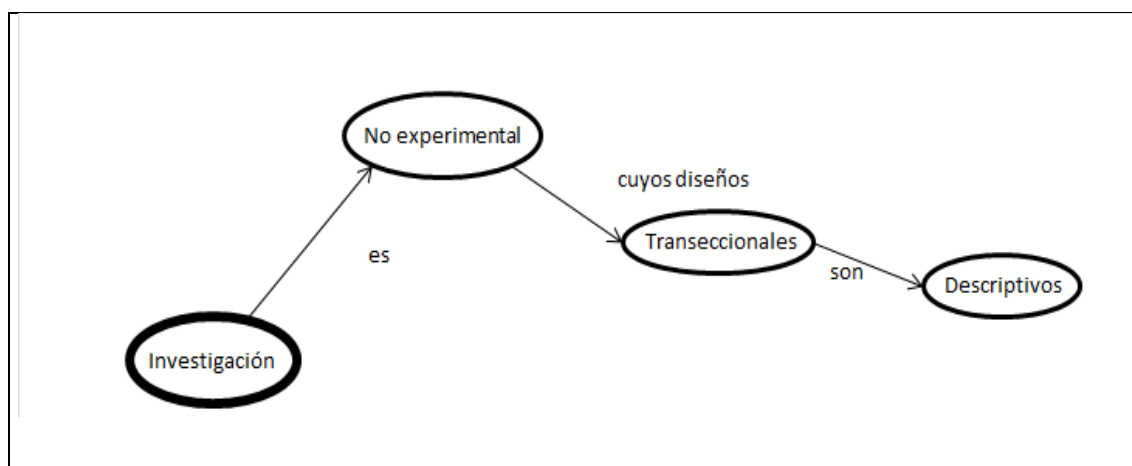 No experimental
cuyos diseños
Transeccionales
es
son
Descriptivos
Investigación